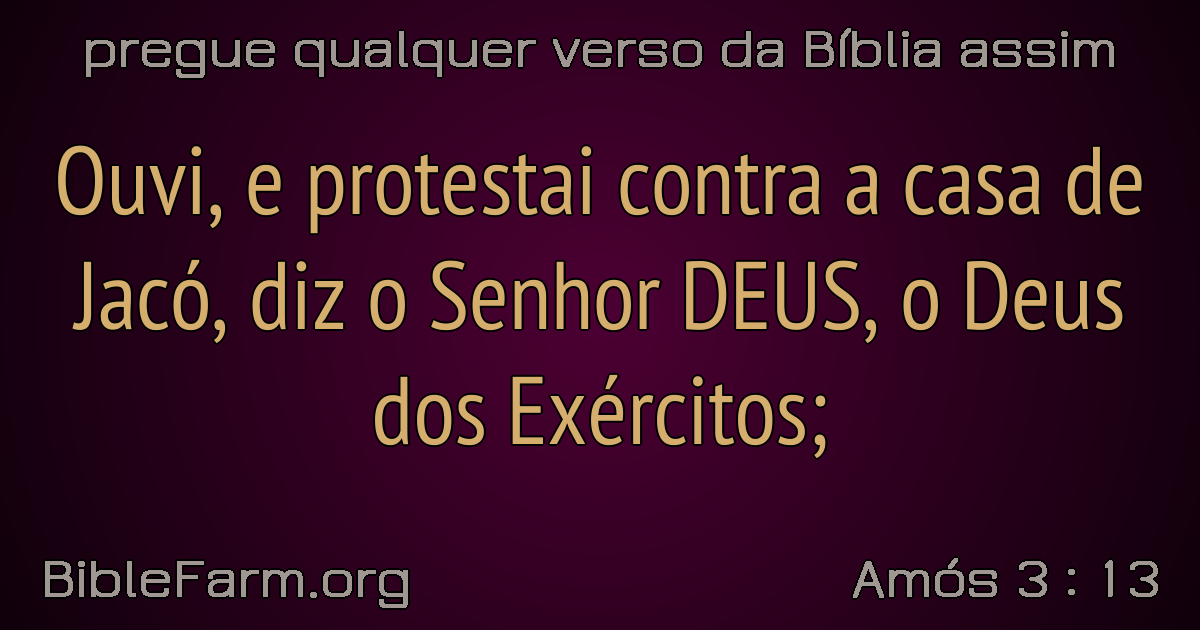 pregue qualquer verso da Bíblia assim
Ouvi, e protestai contra a casa de
Jacó, diz o Senhor DEUS, o Deus
dos Exércitos;
BibleFarm.org
Amós 3 : 13